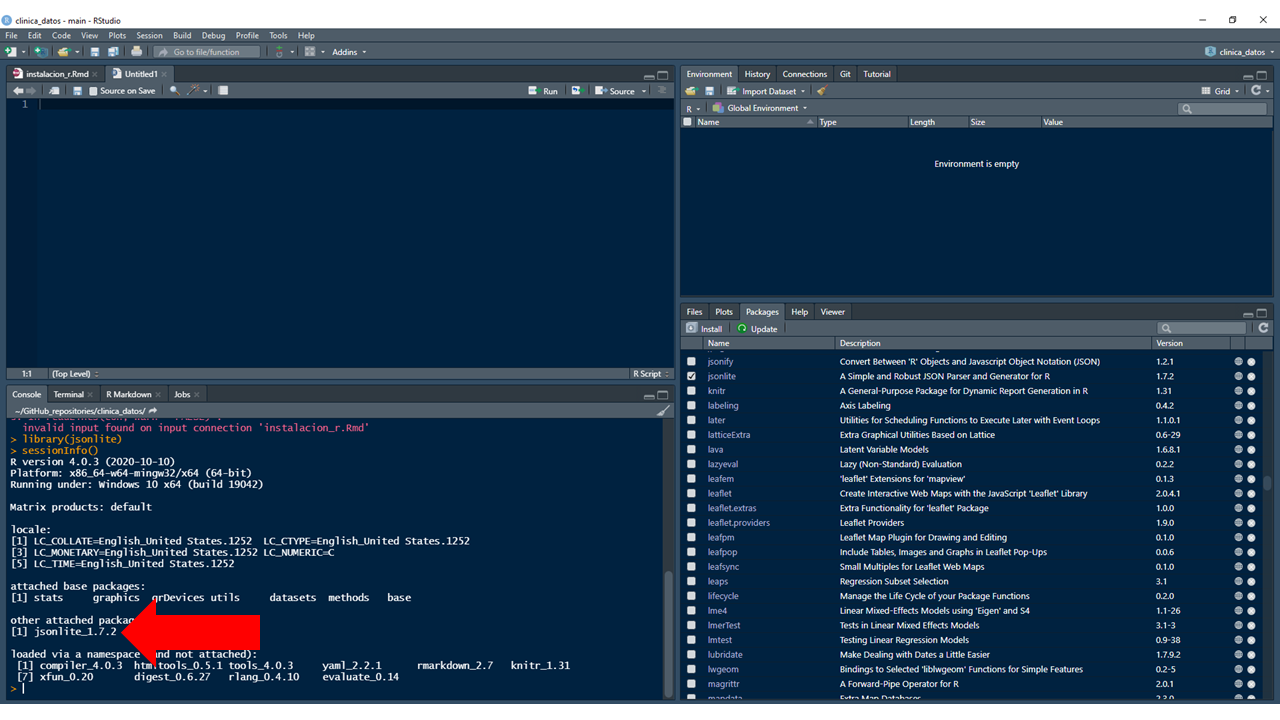 clinica_datos - main - RStudio
File Edit Code View Plots Session Build Debug Profile Tools Help
Go to file/function Addins clinica_datos
instalacion_r.Rmd Untitled1
Source on Save Run Source
1
1:1 (Top Level) R Script
Console Terminal R Markdown Jobs
~/GitHub_repositories/clinica_datos/
invalid input found on input connection 'instalacion_r.Rmd'
> library(jsonlite)
> sessionInfo()
R version 4.0.3 (2020-10-10)
Platform: x86_64-w64-mingw32/x64 (64-bit)
Running under: Windows 10 x64 (build 19042)
Matrix products: default
locale:
[1] LC_COLLATE=English_United States.1252 LC_CTYPE=English_United States.1252
[3] LC_MONETARY=English_United States.1252 LC_NUMERIC=C
[5] LC_TIME=English_United States.1252
attached base packages:
[1] stats graphics grDevices utils datasets methods base
other attached
[1] jsonlite_1.7.2
loaded via a namespace (and not attached):
[1] compiler_4.0.3 htmltools_0.5.1 tools_4.0.3 yaml_2.2.1 rmarkdown_2.7 knitr_1.31
[7] xfun_0.20 digest_0.6.27 rlang_0.4.10 evaluate_0.14
>
Environment History Connections Git Tutorial
Import Dataset Grid
R Global Environment
Name Type Length Size Value
Environment is empty
Files Plots Packages Help Viewer
Install Update
Name Description Version
jsonify Convert Between 'R' Objects and Javascript Object Notation (JSON) 1.2.1
jsonlite A Simple and Robust JSON Parser and Generator for R 1.7.2
knitr A General-Purpose Package for Dynamic Report Generation in R 1.31
labeling Axis Labeling 0.4.2
later Utilities for Scheduling Functions to Execute Later with Event Loops 1.1.0.1
latticeExtra Extra Graphical Utilities Based on Lattice 0.6-29
lava Latent Variable Models 1.6.8.1
lazyeval Lazy (Non-Standard) Evaluation 0.2.2
leafem 'leaflet' Extensions for 'mapview' 0.1.3
leaflet Create Interactive Web Maps with the JavaScript 'Leaflet' Library 2.0.4.1
leaflet.extras Extra Functionality for 'leaflet' Package 1.0.0
leaflet.providers Leaflet Providers 1.9.0
leafpm Leaflet Map Plugin for Drawing and Editing 0.1.0
leafpop Include Tables, Images and Graphs in Leaflet Pop-Ups 0.0.6
leafsync Small Multiples for Leaflet Web Maps 0.1.0
leaps Regression Subset Selection 3.1
lifecycle Manage the Life Cycle of your Package Functions 0.2.0
lme4 Linear Mixed-Effects Models using 'Eigen' and S4 1.1-26
lmerTest Tests in Linear Mixed Effects Models 3.1-3
lmtest Testing Linear Regression Models 0.9-38
lubridate Make Dealing with Dates a Little Easier 1.7.9.2
lwgeom Bindings to Selected 'liblwgeom' Functions for Simple Features 0.2-5
magrittr A Forward-Pipe Operator for R 2.0.1
mapdata Extra Map Databases 2.3.0